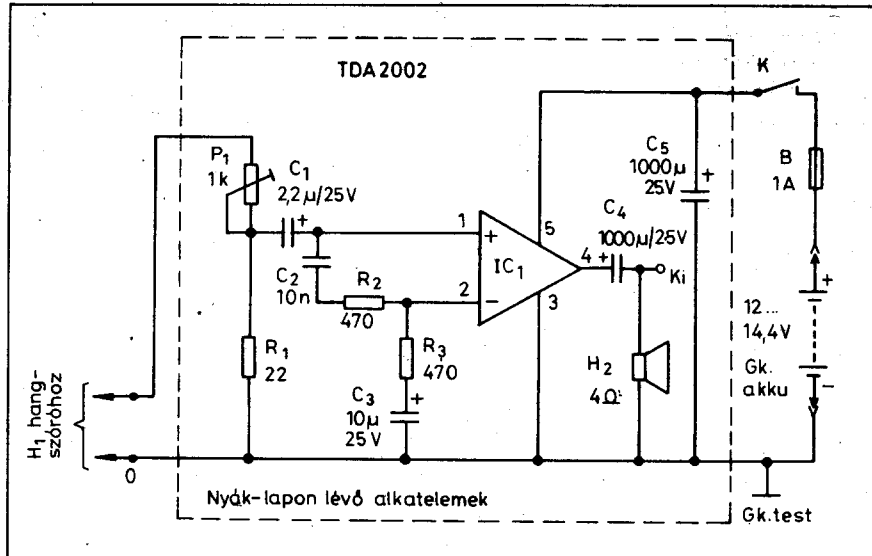 TDA2002
K
P₁
1k
C₁
2,2µ/25V
C₅
1000µ
25V
B
1A
C₄
1000µ/25V
1
+
5
IC₁
4
+
Ki
C₂
10n
R₂
470
2
−
3
R₁
22
R₃
470
C₃
10µ
25V
+
H₂
4Ω
+
12...
14,4V
Gk.
akku
−
H₁ hang-
szóróhoz
0
Nyák-lapon lévő alkatelemek
Gk.test